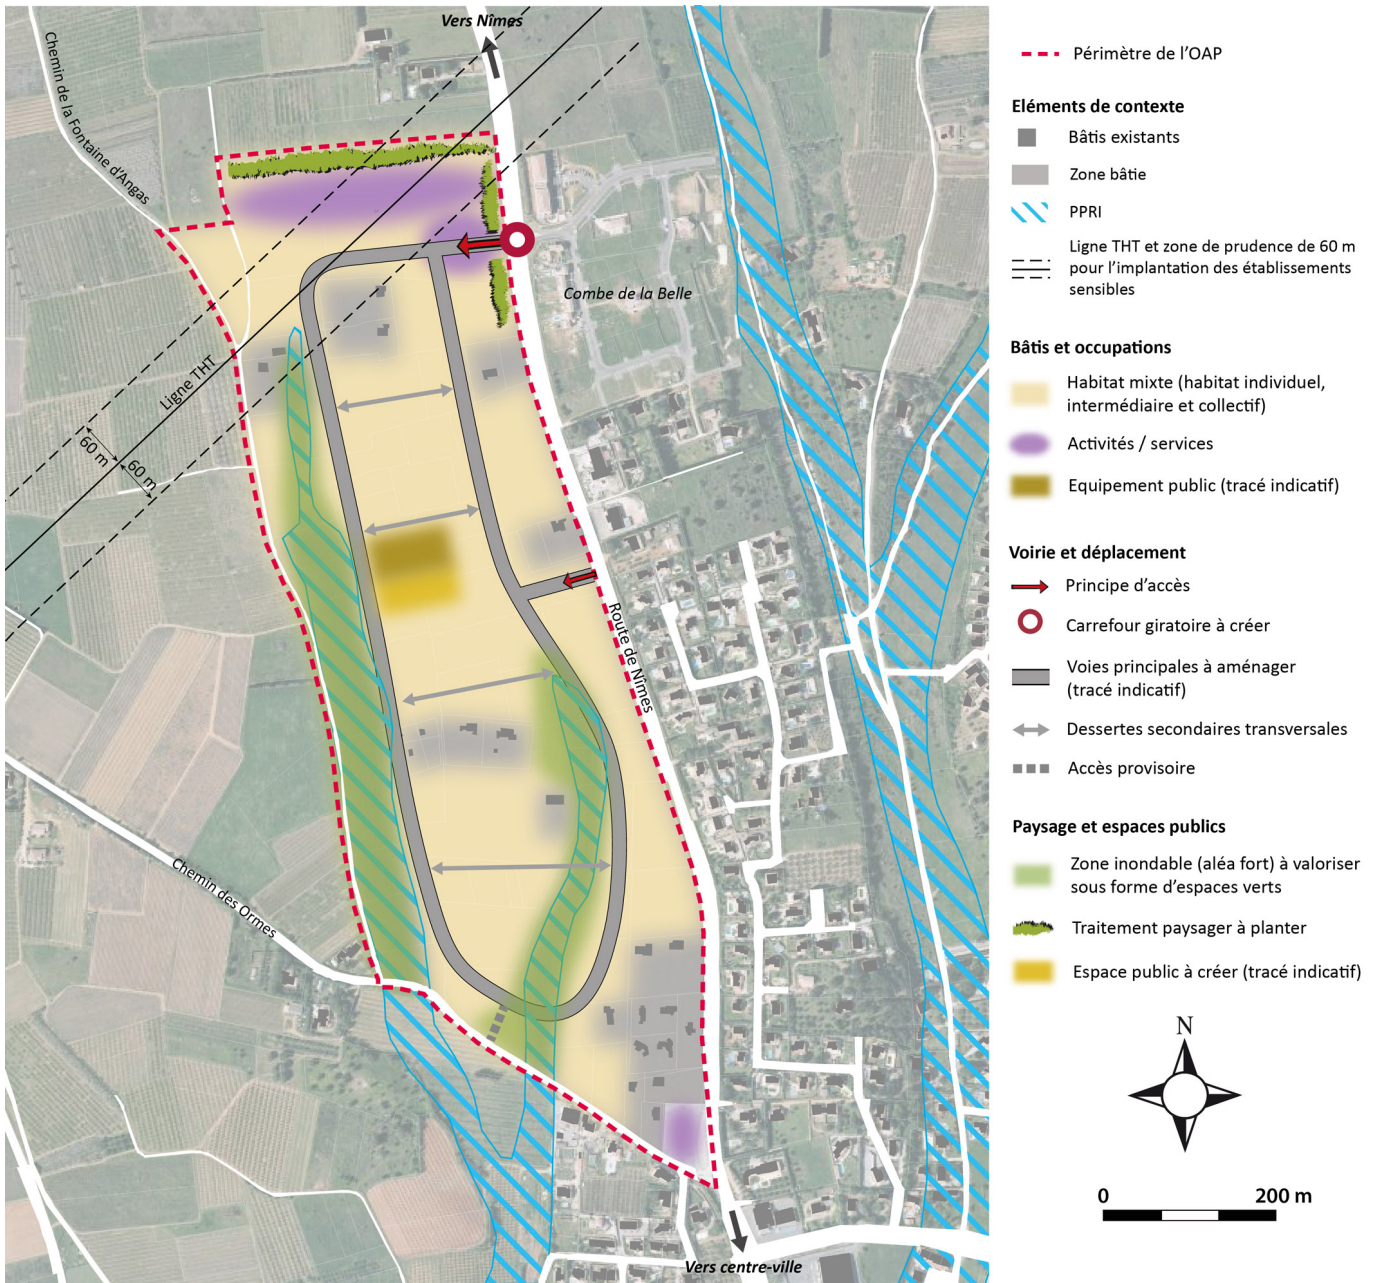 Vers Nîmes
Chemin de la Fontaine d'Angas
Combe de la Belle
Ligne THT
60 m
60 m
Route de Nîmes
Chemin des Ormes
Vers centre-ville
Périmètre de l'OAP
Eléments de contexte
Bâtis existants
Zone bâtie
PPRI
Ligne THT et zone de prudence de 60 m
pour l'implantation des établissements
sensibles
Bâtis et occupations
Habitat mixte (habitat individuel,
intermédiaire et collectif)
Activités / services
Equipement public (tracé indicatif)
Voirie et déplacement
Principe d'accès
Carrefour giratoire à créer
Voies principales à aménager
(tracé indicatif)
Dessertes secondaires transversales
Accès provisoire
Paysage et espaces publics
Zone inondable (aléa fort) à valoriser
sous forme d'espaces verts
Traitement paysager à planter
Espace public à créer (tracé indicatif)
N
0 200 m